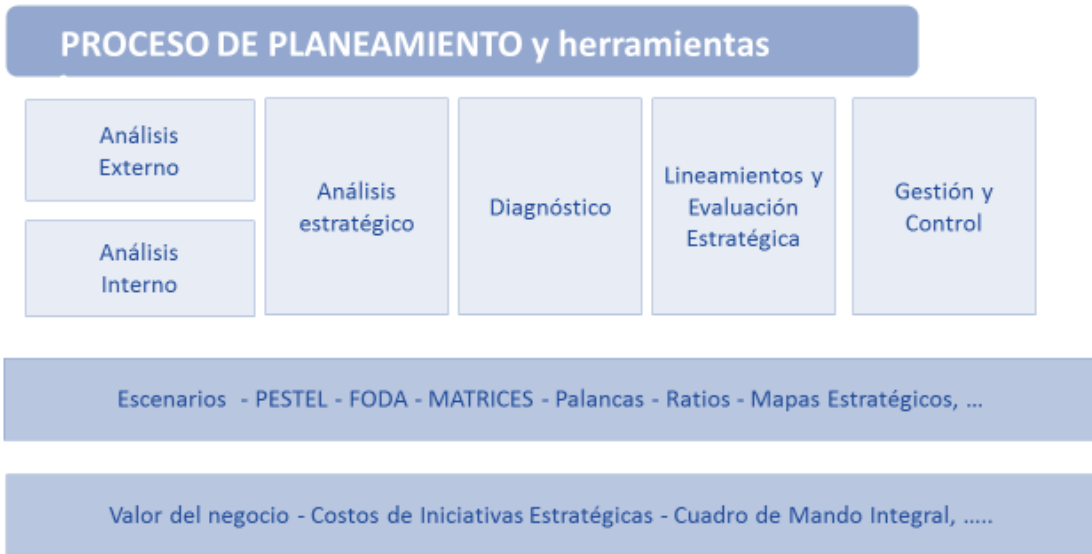 PROCESO DE PLANEAMIENTO y herramientas
Análisis
Externo
Análisis
Interno
Análisis
estratégico
Diagnóstico
Lineamientos y
Evaluación
Estratégica
Gestión y
Control
Escenarios - PESTEL - FODA - MATRICES - Palancas - Ratios - Mapas Estratégicos, ...
Valor del negocio - Costos de Iniciativas Estratégicas - Cuadro de Mando Integral, .....